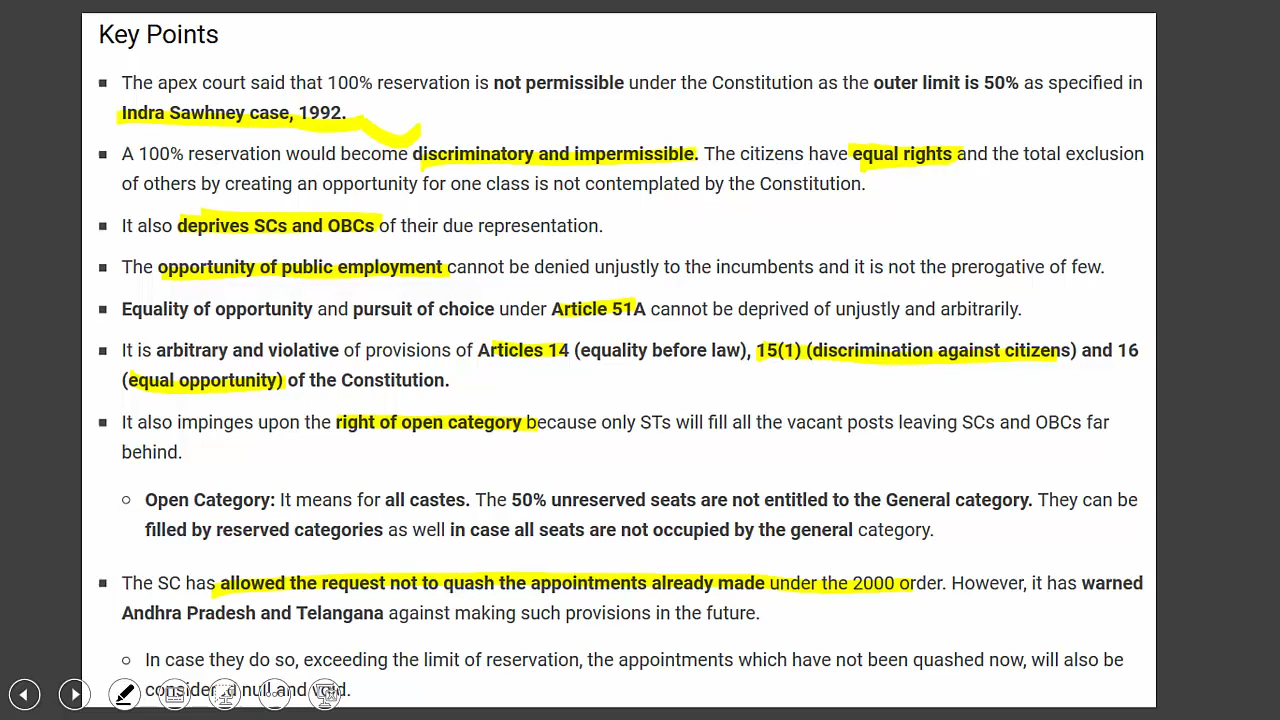 Key Points
The apex court said that 100% reservation is not permissible under the Constitution as the outer limit is 50% as specified in
Indra Sawhney case, 1992.
A 100% reservation would become discriminatory and impermissible. The citizens have equal rights and the total exclusion
of others by creating an opportunity for one class is not contemplated by the Constitution.
It also deprives SCs and OBCs of their due representation.
The opportunity of public employment cannot be denied unjustly to the incumbents and it is not the prerogative of few.
Equality of opportunity and pursuit of choice under Article 51A cannot be deprived of unjustly and arbitrarily.
It is arbitrary and violative of provisions of Articles 14 (equality before law), 15(1) (discrimination against citizens) and 16
(equal opportunity) of the Constitution.
It also impinges upon the right of open category because only STs will fill all the vacant posts leaving SCs and OBCs far
behind.
Open Category: It means for all castes. The 50% unreserved seats are not entitled to the General category. They can be
filled by reserved categories as well in case all seats are not occupied by the general category.
The SC has allowed the request not to quash the appointments already made under the 2000 order. However, it has warned
Andhra Pradesh and Telangana against making such provisions in the future.
In case they do so, exceeding the limit of reservation, the appointments which have not been quashed now, will also be
considered null and void.